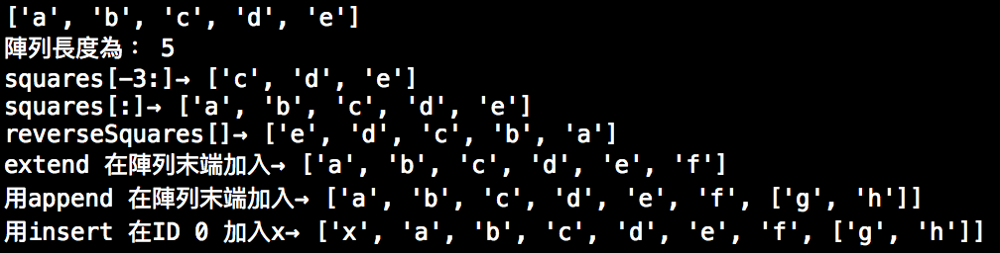 ['a', 'b', 'c', 'd', 'e']
陣列長度為： 5
squares[-3:]→ ['c', 'd', 'e']
squares[:]→ ['a', 'b', 'c', 'd', 'e']
reverseSquares[]→ ['e', 'd', 'c', 'b', 'a']
extend 在陣列末端加入→ ['a', 'b', 'c', 'd', 'e', 'f']
用append 在陣列末端加入→ ['a', 'b', 'c', 'd', 'e', 'f', ['g', 'h']]
用insert 在ID 0 加入x→ ['x', 'a', 'b', 'c', 'd', 'e', 'f', ['g', 'h']]